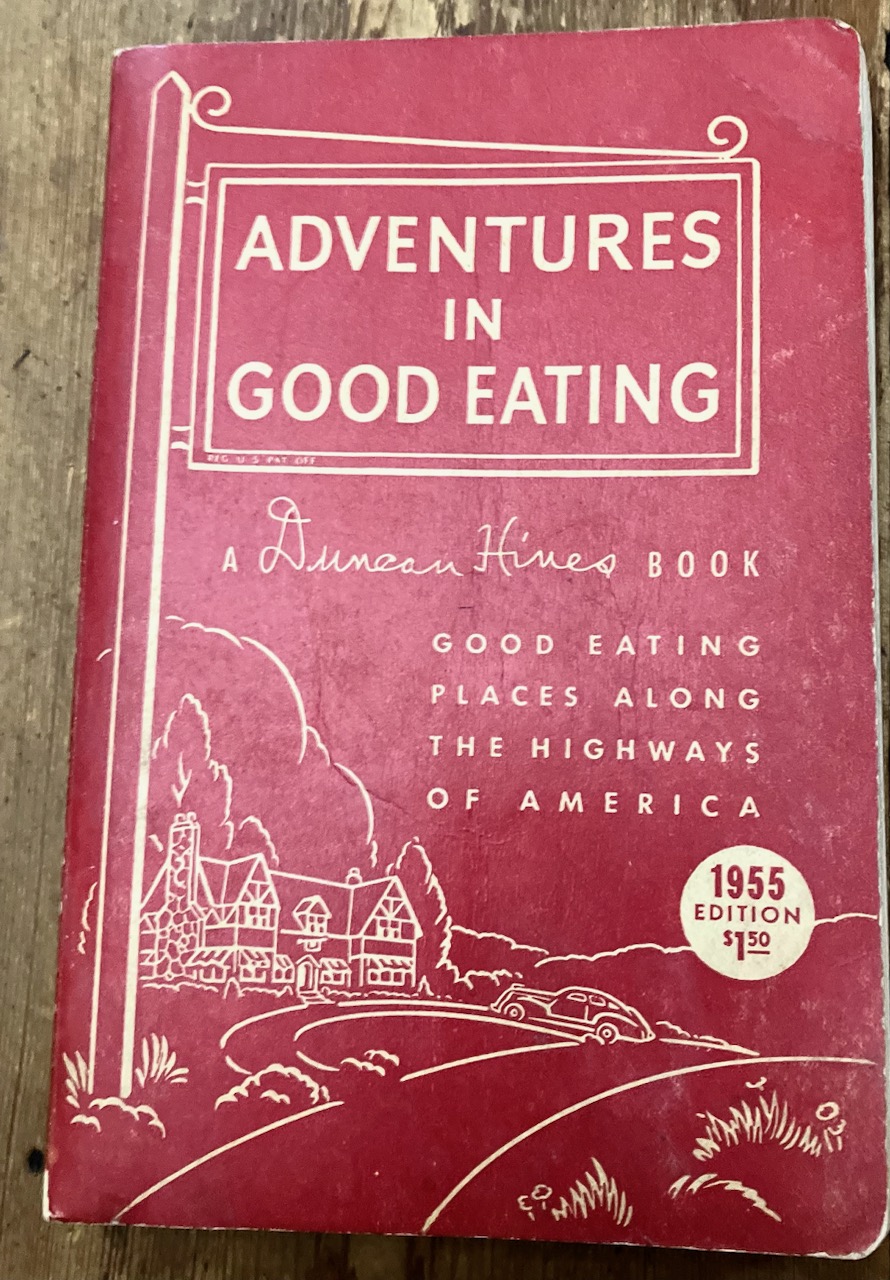 ADVENTURES
IN
GOOD EATING
REG. U S PAT OFF
A Duncan Hines BOOK
GOOD EATING
PLACES ALONG
THE HIGHWAYS
OF AMERICA
1955
EDITION
$1.50